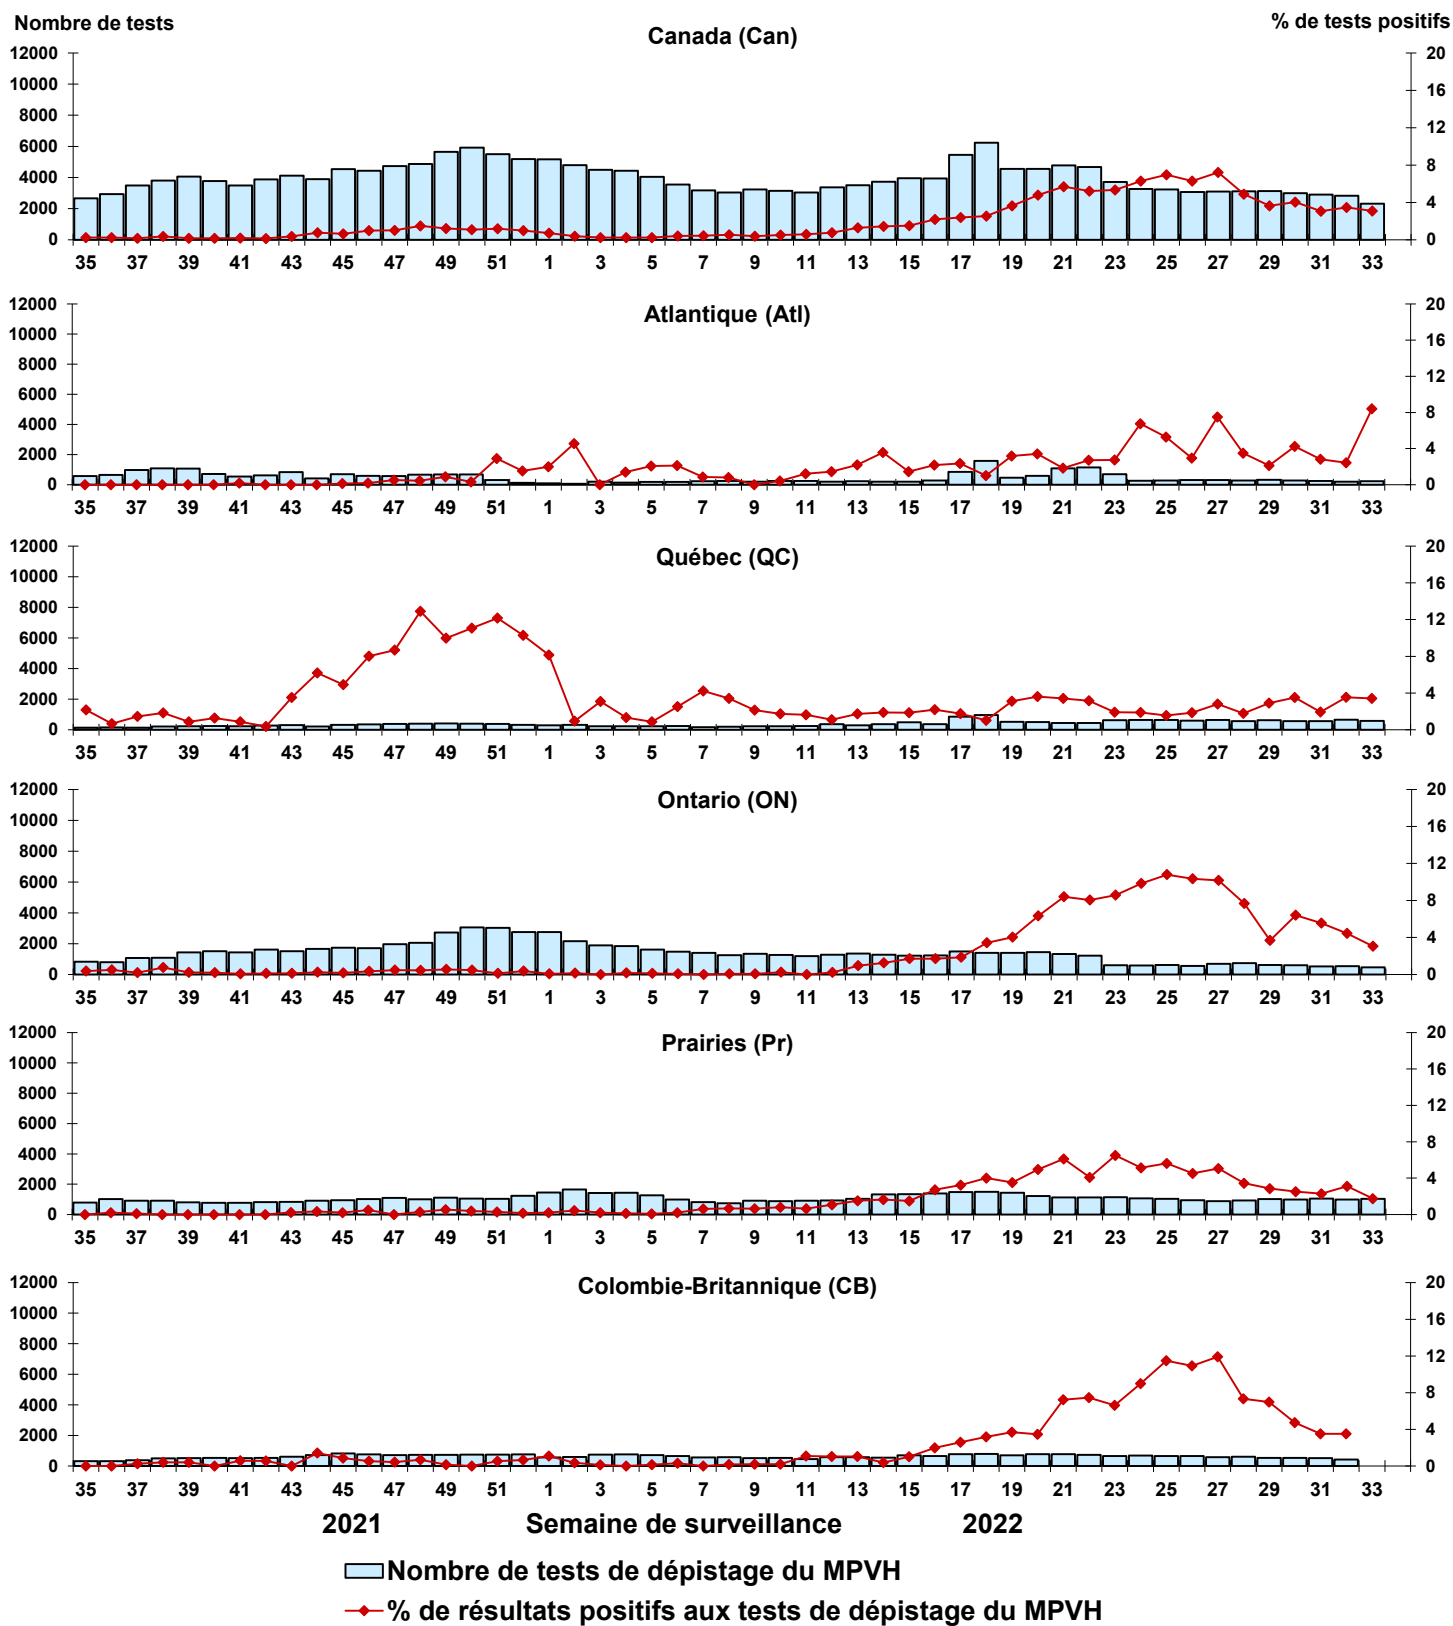 Nombre de tests % de tests positifs
Canada (Can)
12000 20
10000 16
8000 12
6000 8
4000 4
2000 0
0
35 37 39 41 43 45 47 49 51 1 3 5 7 9 11 13 15 17 19 21 23 25 27 29 31 33
Atlantique (Atl)
12000 20
10000 16
8000 12
6000 8
4000 4
2000 0
0
35 37 39 41 43 45 47 49 51 1 3 5 7 9 11 13 15 17 19 21 23 25 27 29 31 33
Québec (QC)
12000 20
10000 16
8000 12
6000 8
4000 4
2000 0
0
35 37 39 41 43 45 47 49 51 1 3 5 7 9 11 13 15 17 19 21 23 25 27 29 31 33
Ontario (ON)
12000 20
10000 16
8000 12
6000 8
4000 4
2000 0
0
35 37 39 41 43 45 47 49 51 1 3 5 7 9 11 13 15 17 19 21 23 25 27 29 31 33
Prairies (Pr)
12000 20
10000 16
8000 12
6000 8
4000 4
2000 0
0
35 37 39 41 43 45 47 49 51 1 3 5 7 9 11 13 15 17 19 21 23 25 27 29 31 33
Colombie-Britannique (CB)
12000 20
10000 16
8000 12
6000 8
4000 4
2000 0
0
35 37 39 41 43 45 47 49 51 1 3 5 7 9 11 13 15 17 19 21 23 25 27 29 31 33
2021 Semaine de surveillance 2022
Nombre de tests de dépistage du MPVH
% de résultats positifs aux tests de dépistage du MPVH